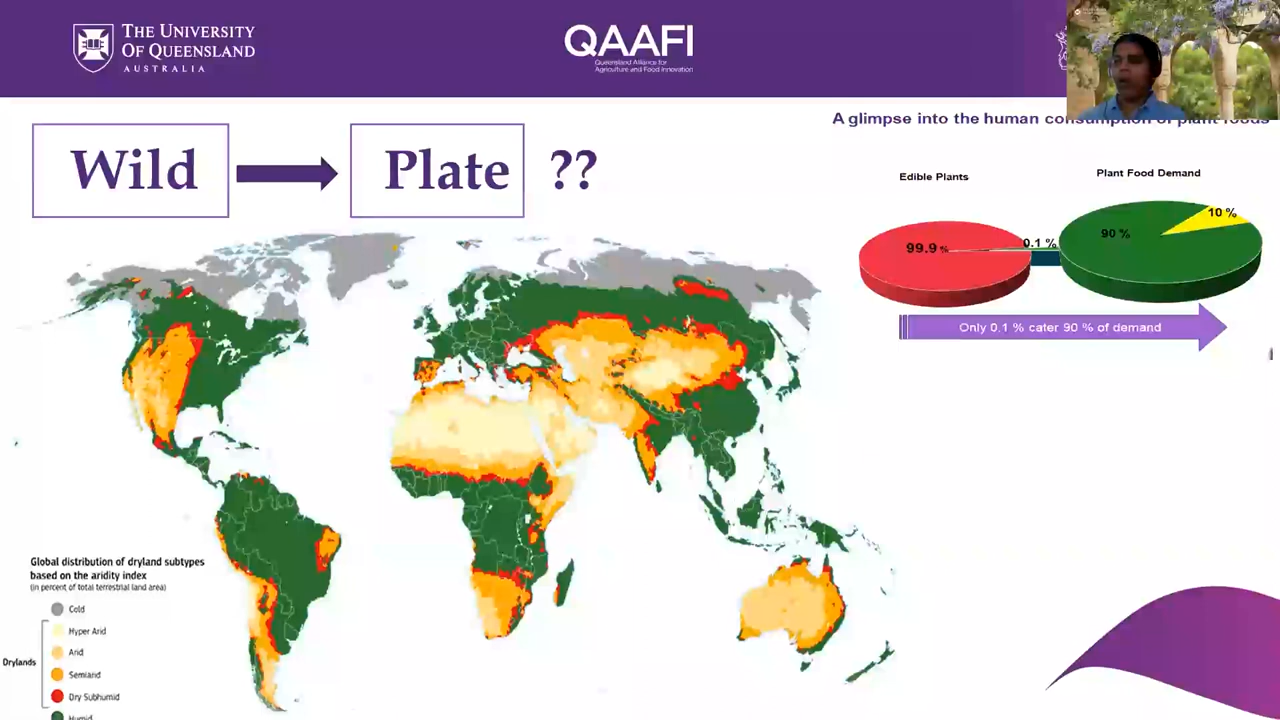 THE UNIVERSITY
OF QUEENSLAND
AUSTRALIA
QAAFI
Queensland Alliance for
Agriculture and Food Innovation
Wild
Plate
??
A glimpse into the human consumption of plant foods
Edible Plants
Plant Food Demand
99.9 %
0.1 %
90 %
10 %
Only 0.1 % cater 90 % of demand
Global distribution of dryland subtypes
based on the aridity index
(in percent of total terrestrial land area)
Cold
Drylands
Hyper Arid
Arid
Semiarid
Dry Subhumid
Humid